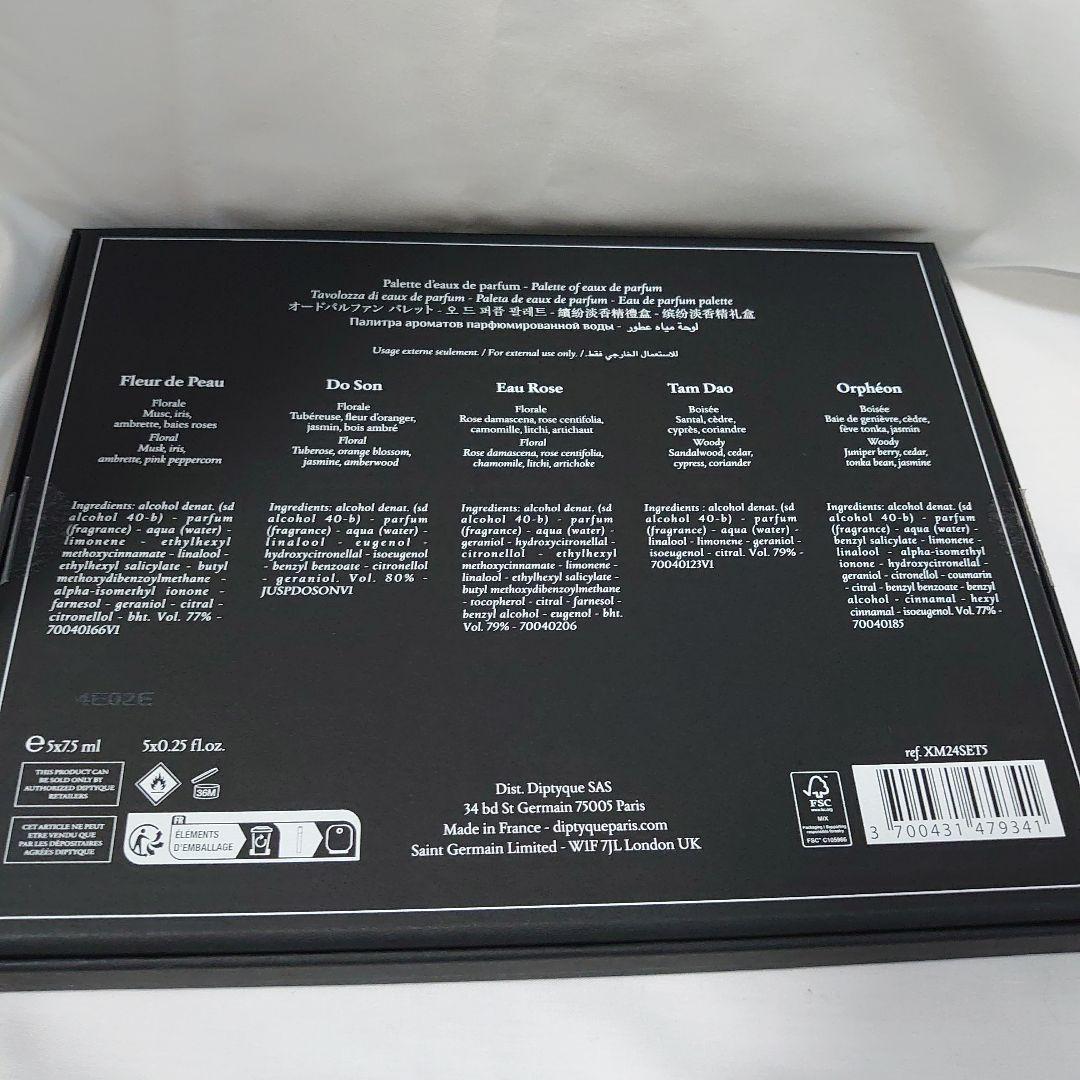 Palette d'eaux de parfum - Palette of eaux de parfum
Tavolozza di eaux de parfum - Paleta de eaux de parfum - Eau de parfum palette
オードパルファン パレット - 오 드 퍼퓸 팔레트 - 繽紛淡香精禮盒 - 缤纷淡香精礼盒
Палитра ароматов парфюмированной воды - لوحة مياه عطور
Usage externe seulement. / For external use only. / للاستعمال الخارجي فقط.
Fleur de Peau
Florale
Musc, iris,
ambrette, baies roses
Floral
Musk, iris,
ambrette, pink peppercorn
Ingredients: alcohol denat. (sd
alcohol 40-b) - parfum
(fragrance) - aqua (water) -
limonene - ethylhexyl
methoxycinnamate - linalool -
ethylhexyl salicylate - butyl
methoxydibenzoylmethane -
alpha-isomethyl ionone -
farnesol - geraniol - citral -
citronellol - bht. Vol. 77% -
70040166V1
Do Son
Florale
Tubéreuse, fleur d'oranger,
jasmin, bois ambré
Floral
Tuberose, orange blossom,
jasmine, amberwood
Ingredients: alcohol denat. (sd
alcohol 40-b) - parfum
(fragrance) - aqua (water) -
linalool - eugenol -
hydroxycitronellal - isoeugenol
- benzyl benzoate - citronellol
- geraniol. Vol. 80% -
JUSPDOSONV1
Eau Rose
Florale
Rose damascena, rose centifolia,
camomille, litchi, artichaut
Floral
Rose damascena, rose centifolia,
chamomile, litchi, artichoke
Ingredients: alcohol denat. (sd
alcohol 40-b) - parfum
(fragrance) - aqua (water) -
geraniol - hydroxycitronellal -
citronellol - ethylhexyl
methoxycinnamate - limonene -
linalool - ethylhexyl salicylate -
butyl methoxydibenzoylmethane
- tocopherol - citral - farnesol -
benzyl alcohol - eugenol - bht.
Vol. 79% - 70040206
Tam Dao
Boisée
Santal, cèdre,
cyprès, coriandre
Woody
Sandalwood, cedar,
cypress, coriander
Ingredients : alcohol denat. (sd
alcohol 40-b) - parfum
(fragrance) - aqua (water) -
linalool - limonene - geraniol -
isoeugenol - citral. Vol. 79% -
70040123V1
Orphéon
Boisée
Baie de genièvre, cèdre,
fève tonka, jasmin
Woody
Juniper berry, cedar,
tonka bean, jasmine
Ingredients: alcohol denat. (sd
alcohol 40-b) - parfum
(fragrance) - aqua (water) -
benzyl salicylate - limonene -
linalool - alpha-isomethyl
ionone - hydroxycitronellal -
geraniol - citronellol - coumarin
- citral - benzyl benzoate - benzyl
alcohol - cinnamal - hexyl
cinnamal - isoeugenol. Vol. 77% -
70040185
4E02E
℮ 5x7.5 ml 5x0.25 fl.oz.
THIS PRODUCT CAN
BE SOLD ONLY BY
AUTHORIZED DIPTYQUE
RETAILERS
36M
CET ARTICLE NE PEUT
ETRE VENDU QUE
PAR LES DÉPOSITAIRES
AGRÉÉS DIPTYQUE
FR
ÉLÉMENTS
D'EMBALLAGE
Dist. Diptyque SAS
34 bd St Germain 75005 Paris
Made in France - diptyqueparis.com
Saint Germain Limited - W1F 7JL London UK
FSC
www.fsc.org
MIX
Packaging | Supporting
responsible forestry
FSC® C105966
ref. XM24SET5
3 700431 479341